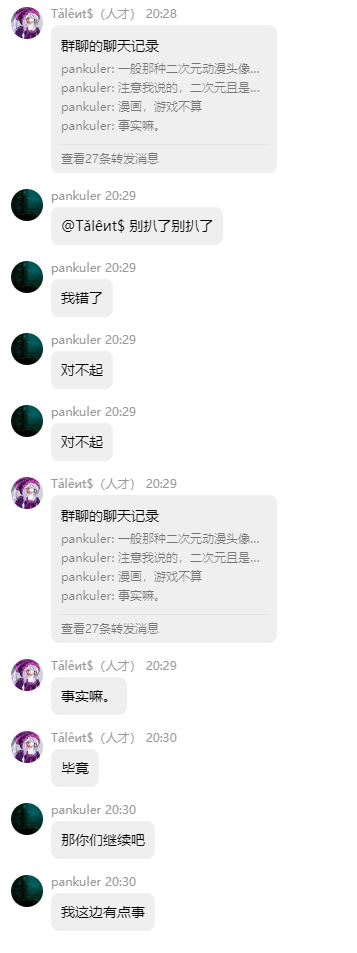 Tǎlêиt$（人才） 20:28
群聊的聊天记录
pankuler: 一般那种二次元动漫头像...
pankuler: 注意我说的，二次元且是...
pankuler: 漫画，游戏不算
pankuler: 事实嘛。
查看27条转发消息
pankuler 20:29
@Tǎlêиt$ 别扒了别扒了
pankuler 20:29
我错了
pankuler 20:29
对不起
pankuler 20:29
对不起
Tǎlêиt$（人才） 20:29
群聊的聊天记录
pankuler: 一般那种二次元动漫头像...
pankuler: 注意我说的，二次元且是...
pankuler: 漫画，游戏不算
pankuler: 事实嘛。
查看27条转发消息
Tǎlêиt$（人才） 20:29
事实嘛。
Tǎlêиt$（人才） 20:30
毕竟
pankuler 20:30
那你们继续吧
pankuler 20:30
我这边有点事